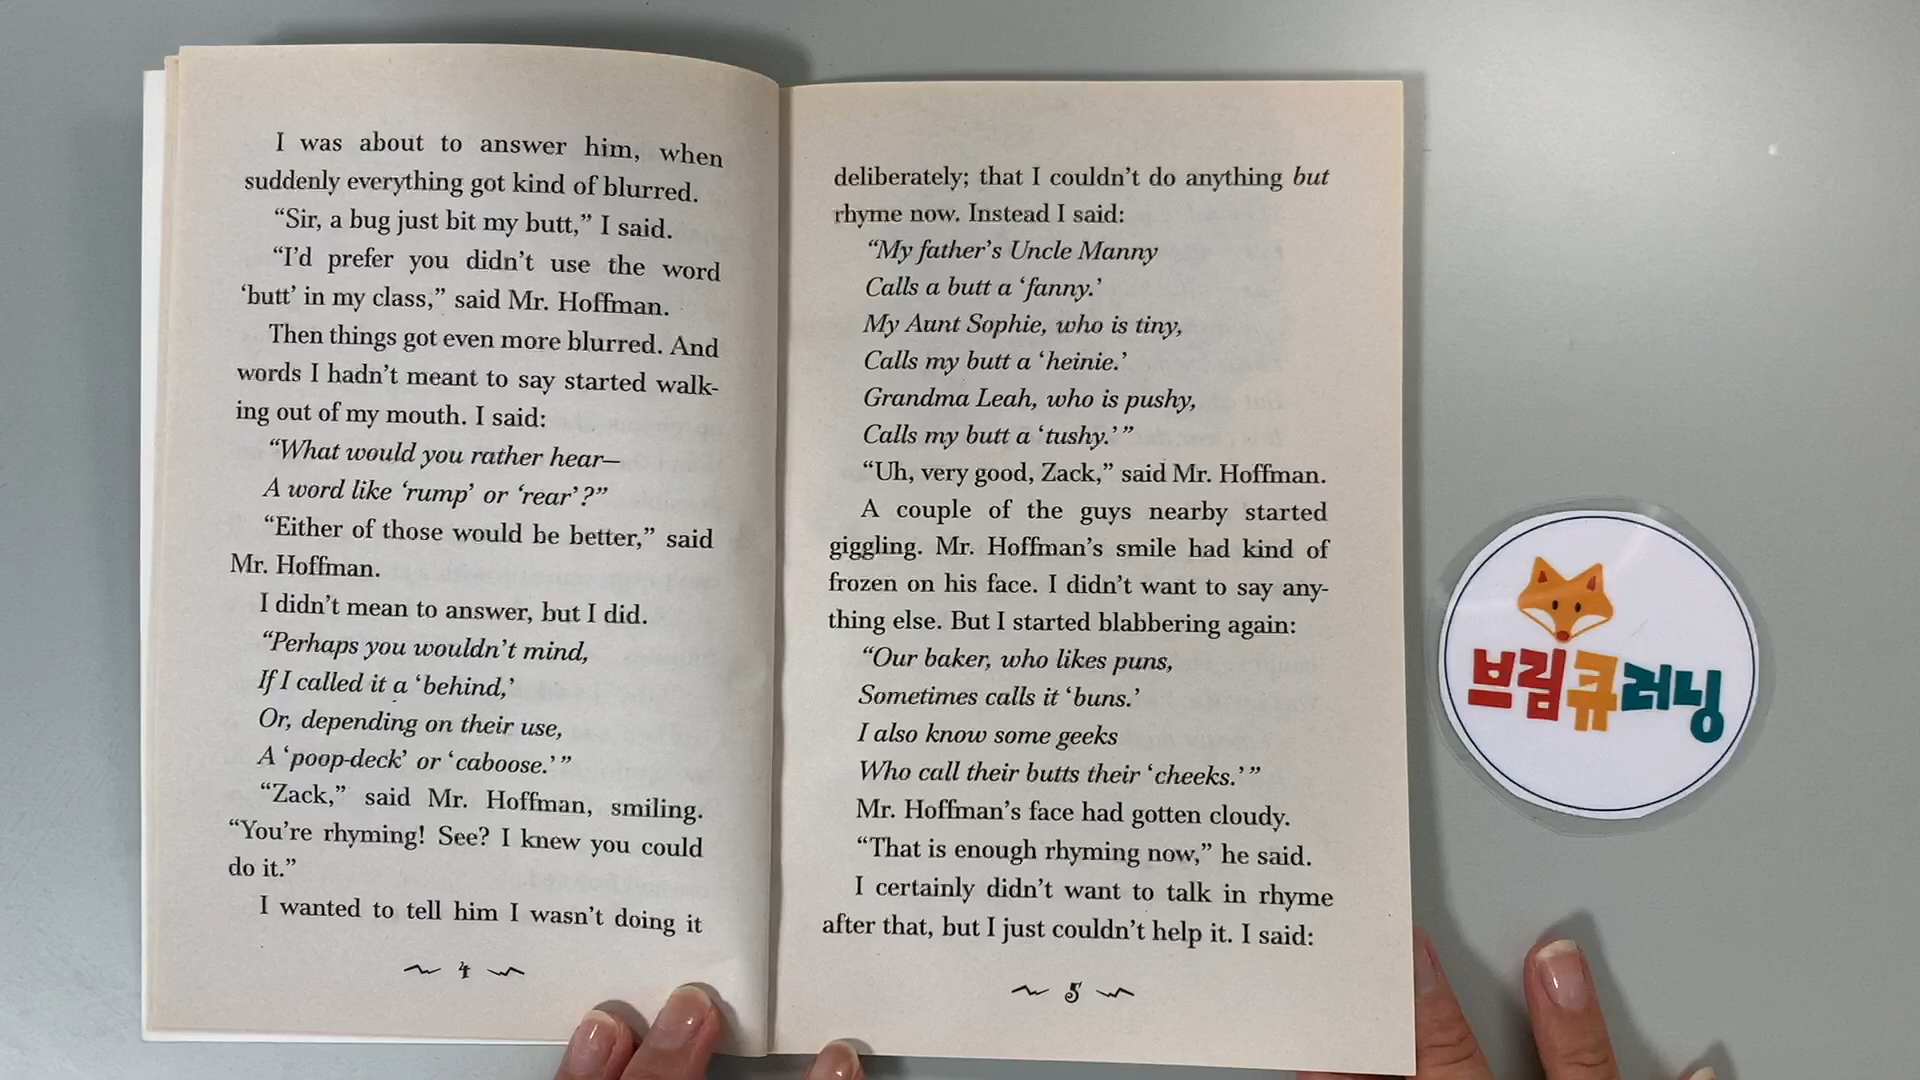 I was about to answer him, when
suddenly everything got kind of blurred.
“Sir, a bug just bit my butt,” I said.
“I’d prefer you didn’t use the word
‘butt’ in my class,” said Mr. Hoffman.
Then things got even more blurred. And
words I hadn’t meant to say started walk-
ing out of my mouth. I said:
“What would you rather hear—
A word like ‘rump’ or ‘rear’?”
“Either of those would be better,” said
Mr. Hoffman.
I didn’t mean to answer, but I did.
“Perhaps you wouldn’t mind,
If I called it a ‘behind,’
Or, depending on their use,
A ‘poop-deck’ or ‘caboose.’”
“Zack,” said Mr. Hoffman, smiling.
“You’re rhyming! See? I knew you could
do it.”
I wanted to tell him I wasn’t doing it
4
deliberately; that I couldn’t do anything but
rhyme now. Instead I said:
“My father’s Uncle Manny
Calls a butt a ‘fanny.’
My Aunt Sophie, who is tiny,
Calls my butt a ‘heinie.’
Grandma Leah, who is pushy,
Calls my butt a ‘tushy.’”
“Uh, very good, Zack,” said Mr. Hoffman.
A couple of the guys nearby started
giggling. Mr. Hoffman’s smile had kind of
frozen on his face. I didn’t want to say any-
thing else. But I started blabbering again:
“Our baker, who likes puns,
Sometimes calls it ‘buns.’
I also know some geeks
Who call their butts their ‘cheeks.’”
Mr. Hoffman’s face had gotten cloudy.
“That is enough rhyming now,” he said.
I certainly didn’t want to talk in rhyme
after that, but I just couldn’t help it. I said:
5
브릭큐러닝